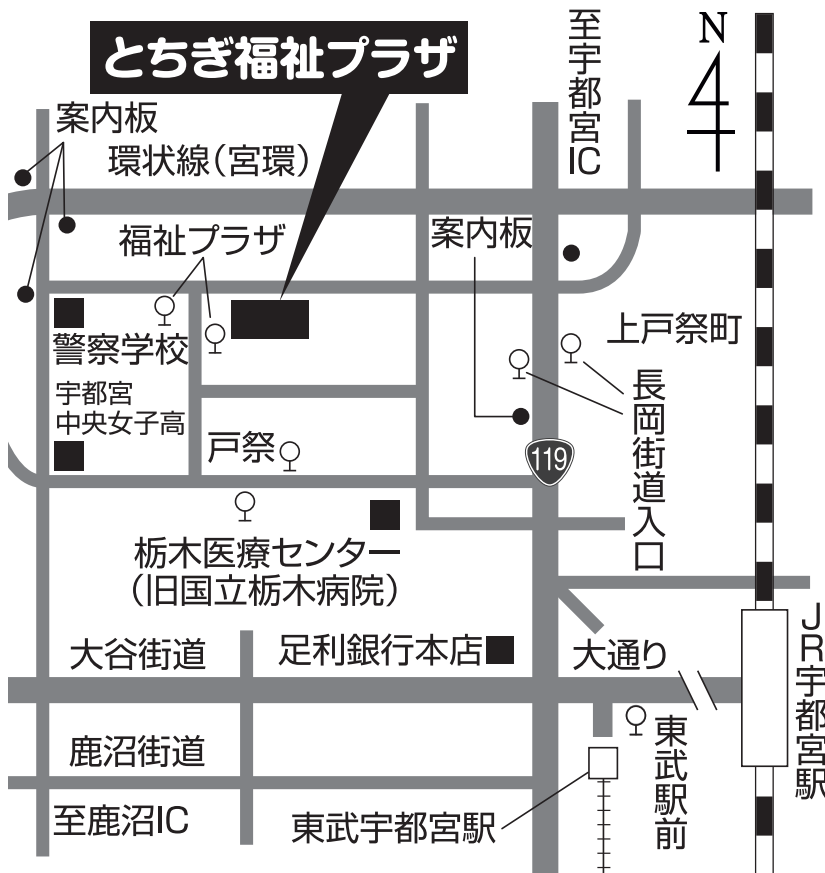 とちぎ福祉プラザ
至宇都宮IC
N
案内板
環状線（宮環）
福祉プラザ
案内板
上戸祭町
警察学校
宇都宮
中央女子高
長岡街道入口
戸祭
119
栃木医療センター
（旧国立栃木病院）
大谷街道
足利銀行本店
大通り
JR宇都宮駅
鹿沼街道
東武駅前
至鹿沼IC
東武宇都宮駅